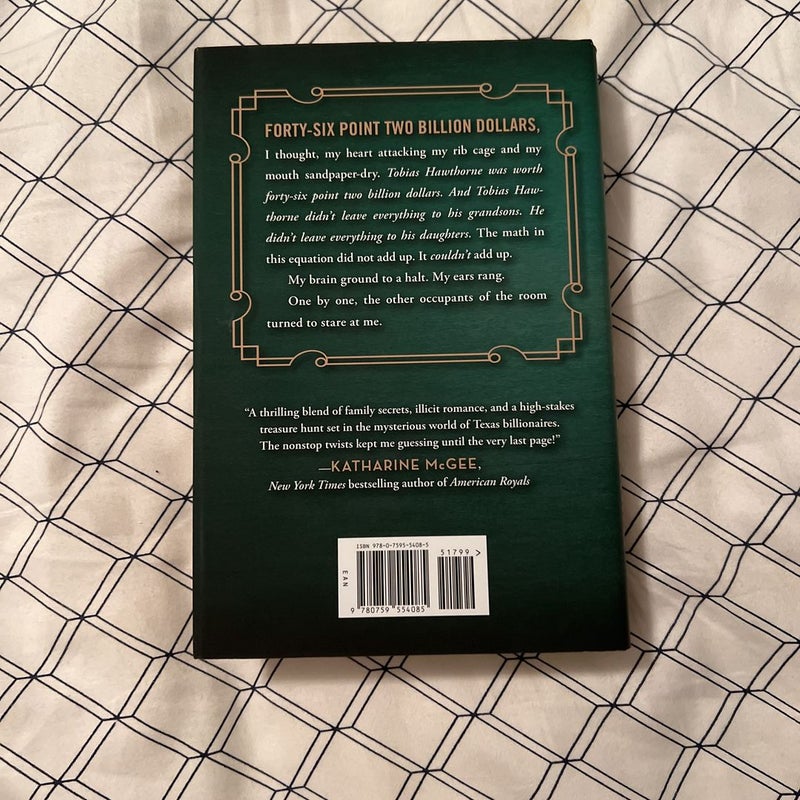 FORTY-SIX POINT TWO BILLION DOLLARS,
I thought, my heart attacking my rib cage and my
mouth sandpaper-dry. Tobias Hawthorne was worth
forty-six point two billion dollars. And Tobias Haw-
thorne didn't leave everything to his grandsons. He
didn't leave everything to his daughters. The math in
this equation did not add up. It couldn't add up.
My brain ground to a halt. My ears rang.
One by one, the other occupants of the room
turned to stare at me.
“A thrilling blend of family secrets, illicit romance, and a high-stakes
treasure hunt set in the mysterious world of Texas billionaires.
The nonstop twists kept me guessing until the very last page!”
—KATHARINE McGEE,
New York Times bestselling author of American Royals
ISBN 978-0-7595-5408-5
51799 >
EAN
9 780759 554085